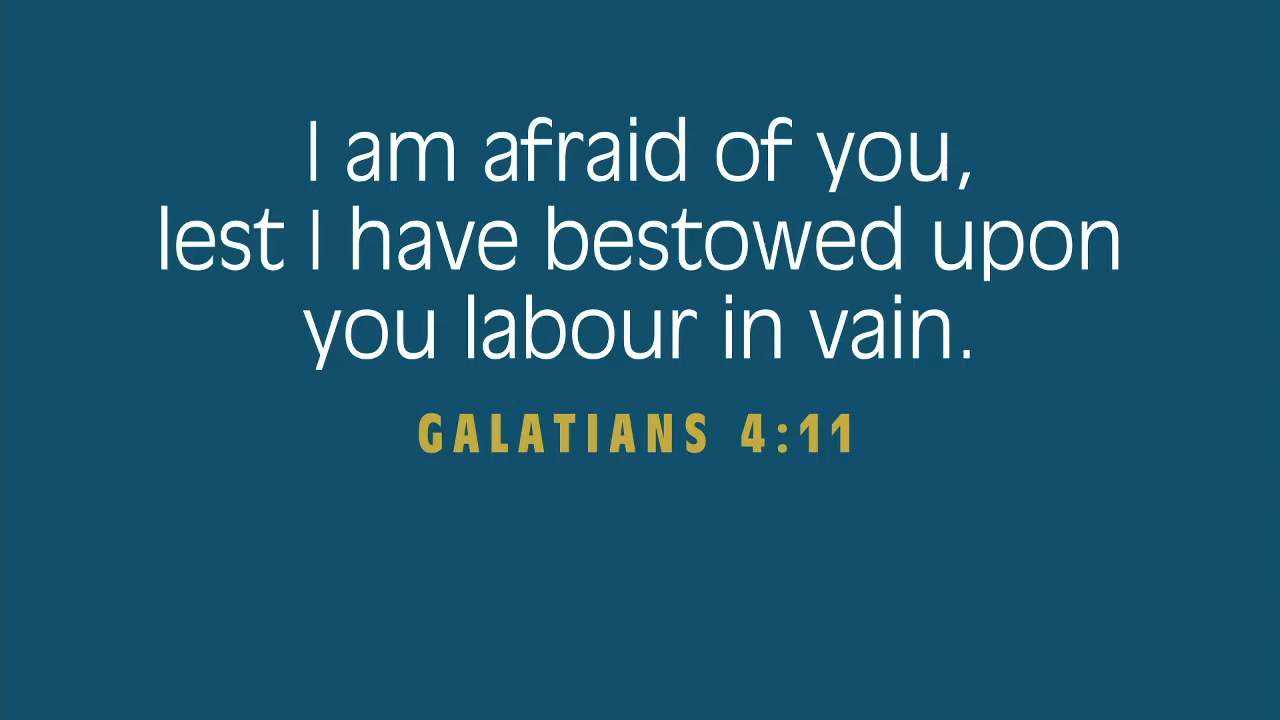 I am afraid of you,
lest I have bestowed upon
you labour in vain.
GALATIANS 4:11